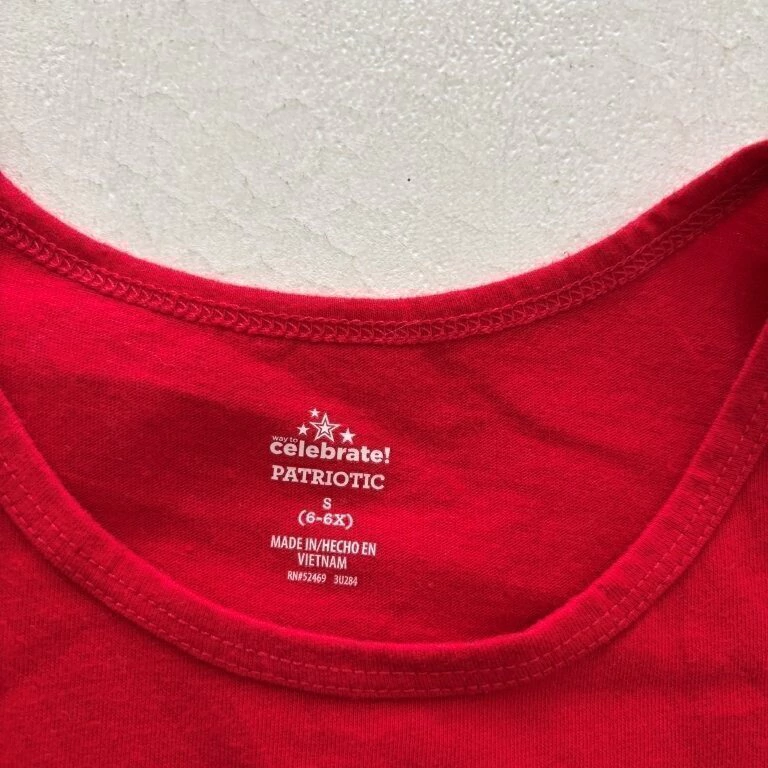 way to
celebrate!
PATRIOTIC
S
(6-6X)
MADE IN/HECHO EN
VIETNAM
RN#52469 3U284